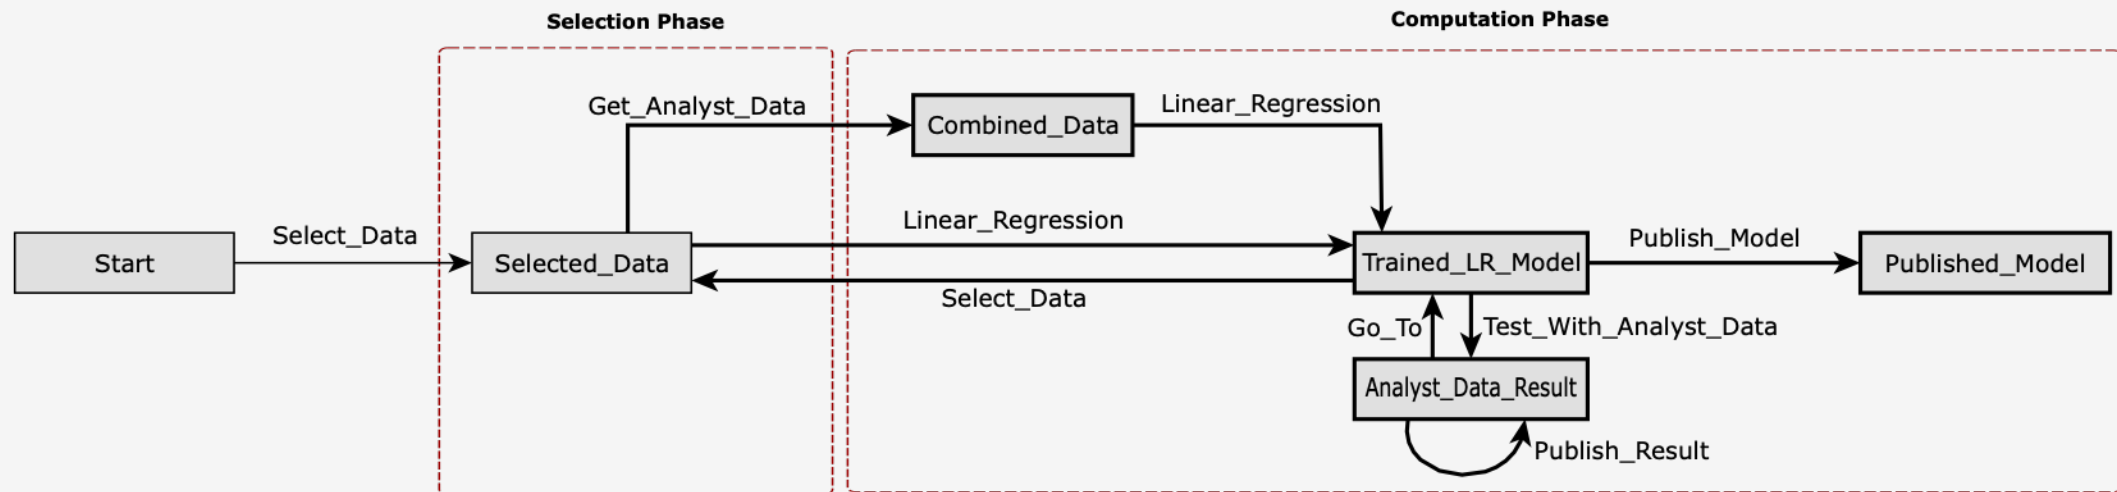 Selection Phase
Computation Phase
Get_Analyst_Data
Combined_Data
Linear_Regression
Start
Select_Data
Selected_Data
Linear_Regression
Select_Data
Trained_LR_Model
Publish_Model
Published_Model
Go_To
Test_With_Analyst_Data
Analyst_Data_Result
Publish_Result